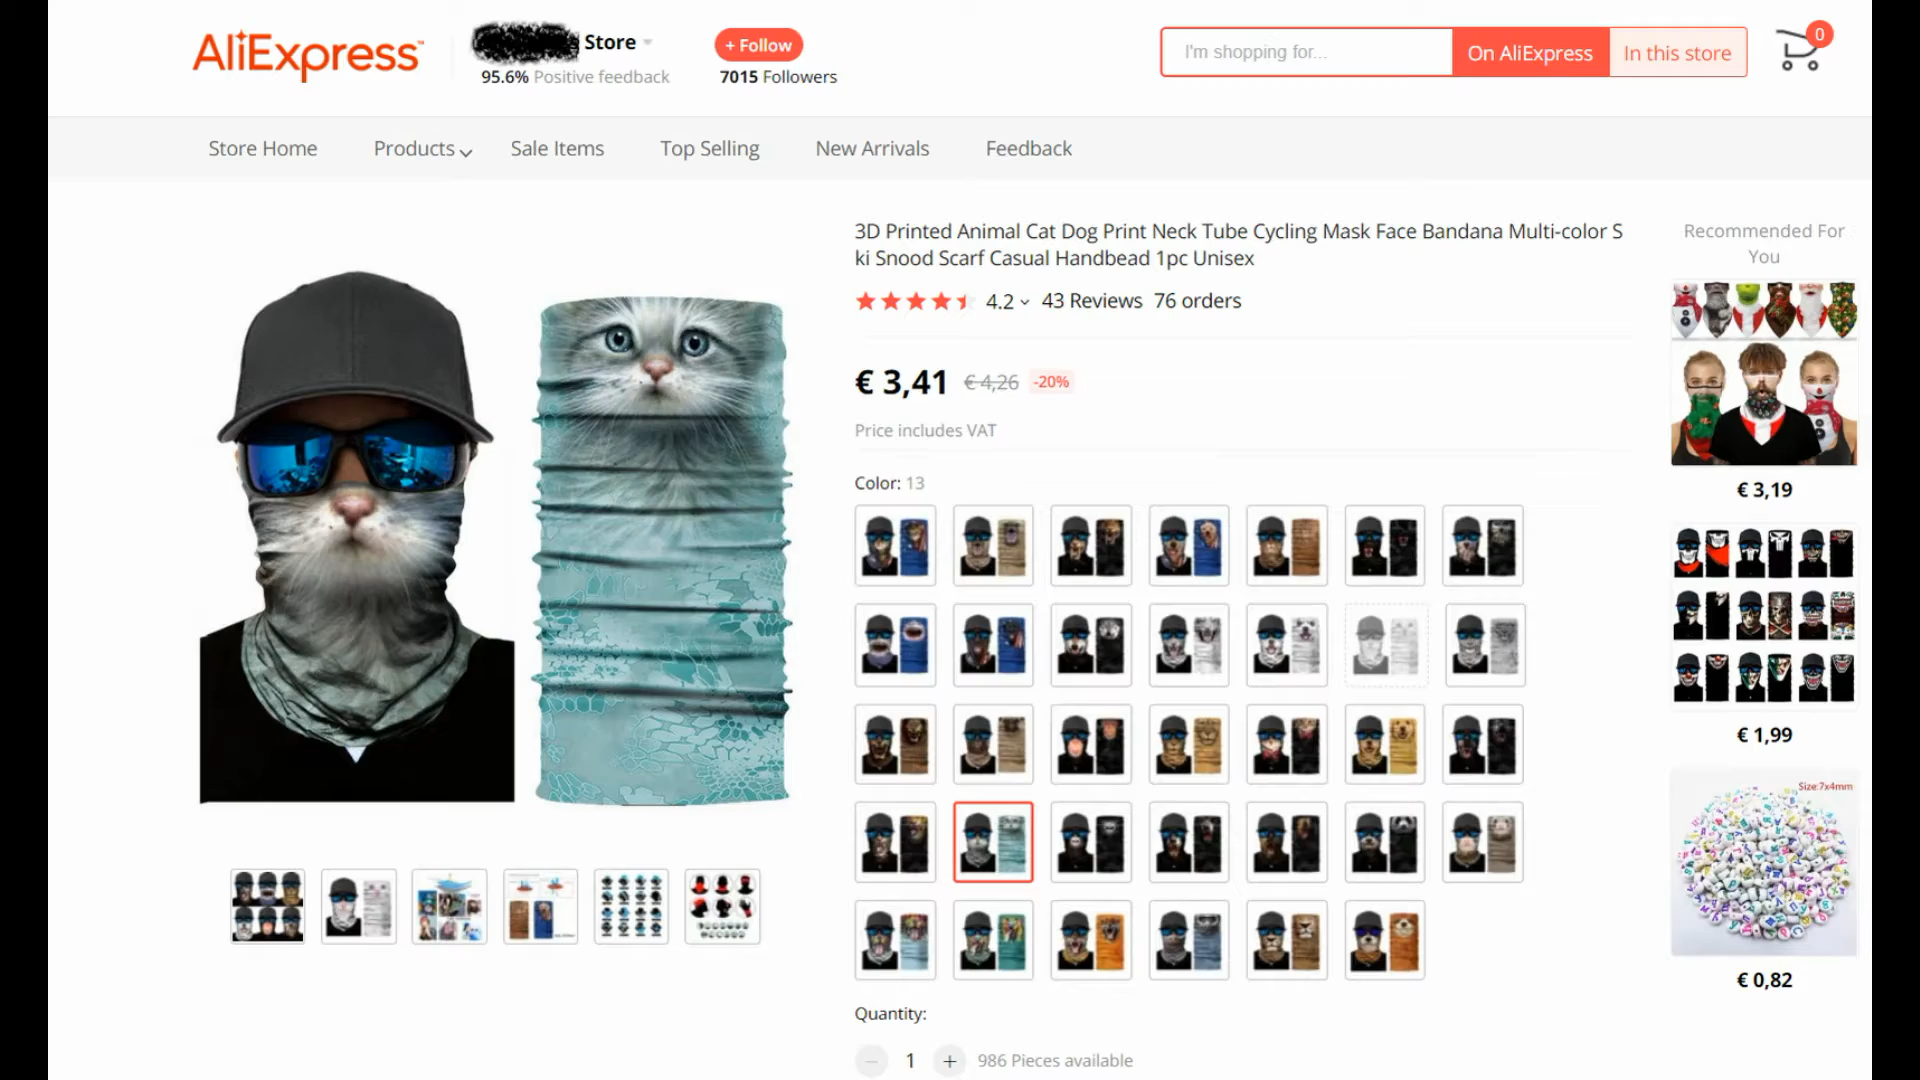 AliExpress™
Store
+ Follow
95.6% Positive feedback
7015 Followers
I'm shopping for...
On AliExpress
In this store
0
Store Home
Products
Sale Items
Top Selling
New Arrivals
Feedback
3D Printed Animal Cat Dog Print Neck Tube Cycling Mask Face Bandana Multi-color S
ki Snood Scarf Casual Handbead 1pc Unisex
4.2
43 Reviews
76 orders
€ 3,41
€ 4,26
-20%
Price includes VAT
Color: 13
Quantity:
1
986 Pieces available
Recommended For
You
€ 3,19
€ 1,99
Size:7x4mm
€ 0,82